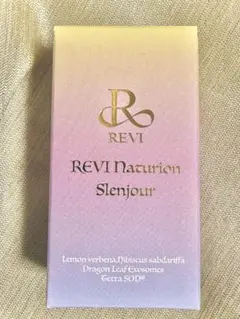 R
REVI
REVI Naturion
Slenjour
Lemon verbena,Hibiscus sabdariffa
Dragon Leaf Exosomes
Tetra SOD®